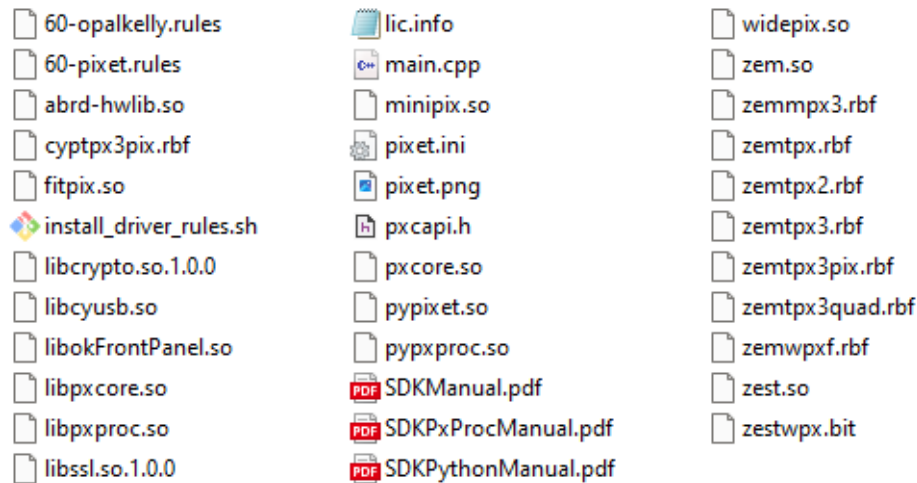 60-opalkelly.rules
60-pixet.rules
abrd-hwlib.so
cyptpx3pix.rbf
fitpix.so
install_driver_rules.sh
libcrypto.so.1.0.0
libcyusb.so
libokFrontPanel.so
libpxcore.so
libpxproc.so
libssl.so.1.0.0
lic.info
C++ main.cpp
minipix.so
pixet.ini
pixet.png
h pxcapi.h
pxcore.so
pypixet.so
pypxproc.so
PDF SDKManual.pdf
PDF SDKPxProcManual.pdf
PDF SDKPythonManual.pdf
widepix.so
zem.so
zemmpx3.rbf
zemtpx.rbf
zemtpx2.rbf
zemtpx3.rbf
zemtpx3pix.rbf
zemtpx3quad.rbf
zemwpxf.rbf
zest.so
zestwpx.bit